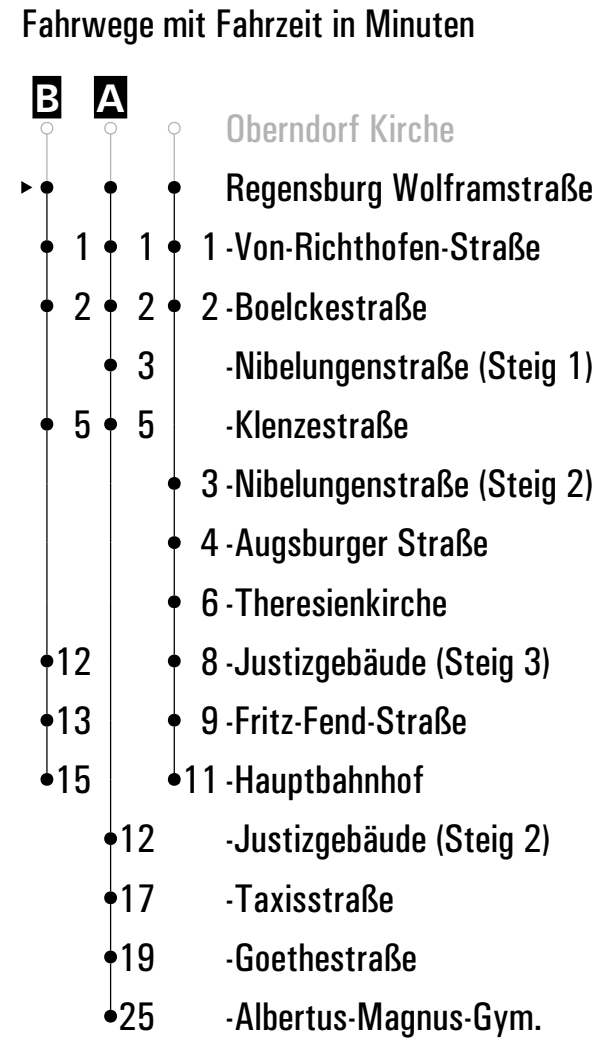 Fahrwege mit Fahrzeit in Minuten
B A
Oberndorf Kirche
Regensburg Wolframstraße
1 1 1 -Von-Richthofen-Straße
2 2 2 -Boelckestraße
3 -Nibelungenstraße (Steig 1)
5 5 -Klenzestraße
3 -Nibelungenstraße (Steig 2)
4 -Augsburger Straße
6 -Theresienkirche
12 8 -Justizgebäude (Steig 3)
13 9 -Fritz-Fend-Straße
15 11 -Hauptbahnhof
12 -Justizgebäude (Steig 2)
17 -Taxisstraße
19 -Goethestraße
25 -Albertus-Magnus-Gym.